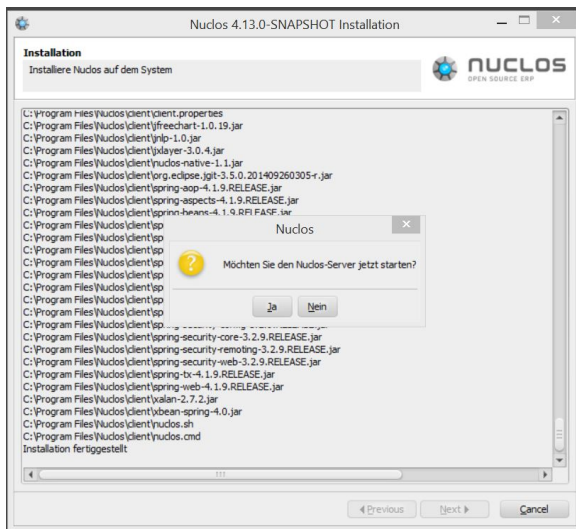 Nuclos 4.13.0-SNAPSHOT Installation
Installation
Installiere Nuclos auf dem System
NUCLOS
OPEN SOURCE ERP
C:\Program Files\Nuclos\client\client.properties
C:\Program Files\Nuclos\client\jfreechart-1.0.19.jar
C:\Program Files\Nuclos\client\jnlp-1.0.jar
C:\Program Files\Nuclos\client\jxlayer-3.0.4.jar
C:\Program Files\Nuclos\client\nuclos-native-1.1.jar
C:\Program Files\Nuclos\client\org.eclipse.jgit-3.5.0.201409260305-r.jar
C:\Program Files\Nuclos\client\spring-aop-4.1.9.RELEASE.jar
C:\Program Files\Nuclos\client\spring-aspects-4.1.9.RELEASE.jar
C:\Program Files\Nuclos\client\spring-beans-4.1.9.RELEASE.jar
C:\Program Files\Nuclos\client\sp
C:\Program Files\Nuclos\client\sp
C:\Program Files\Nuclos\client\sp
C:\Program Files\Nuclos\client\sp
C:\Program Files\Nuclos\client\sp
C:\Program Files\Nuclos\client\sp
C:\Program Files\Nuclos\client\sp
C:\Program Files\Nuclos\client\sp
C:\Program Files\Nuclos\client\spring-security-core-3.2.9.RELEASE.jar
C:\Program Files\Nuclos\client\spring-security-remoting-3.2.9.RELEASE.jar
C:\Program Files\Nuclos\client\spring-security-web-3.2.9.RELEASE.jar
C:\Program Files\Nuclos\client\spring-tx-4.1.9.RELEASE.jar
C:\Program Files\Nuclos\client\spring-web-4.1.9.RELEASE.jar
C:\Program Files\Nuclos\client\xalan-2.7.2.jar
C:\Program Files\Nuclos\client\xbean-spring-4.0.jar
C:\Program Files\Nuclos\client\nuclos.sh
C:\Program Files\Nuclos\client\nuclos.cmd
Installation fertiggestellt
Nuclos
Möchten Sie den Nuclos-Server jetzt starten?
Ja
Nein
Previous
Next
Cancel